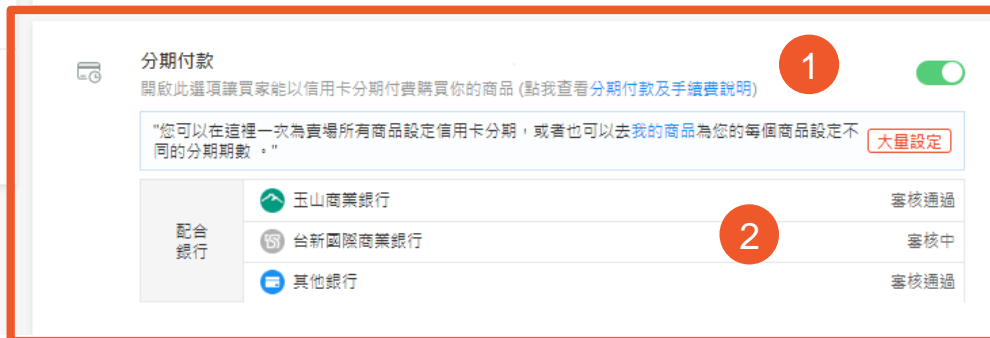 分期付款
1
開啟此選項讓買家能以信用卡分期付費購買你的商品 (點我查看分期付款及手續費說明)
"您可以在這裡一次為賣場所有商品設定信用卡分期，或者也可以去我的商品為您的每個商品設定不
同的分期期數 。"
大量設定
配合
銀行
玉山商業銀行
審核通過
台新國際商業銀行
2
審核中
其他銀行
審核通過